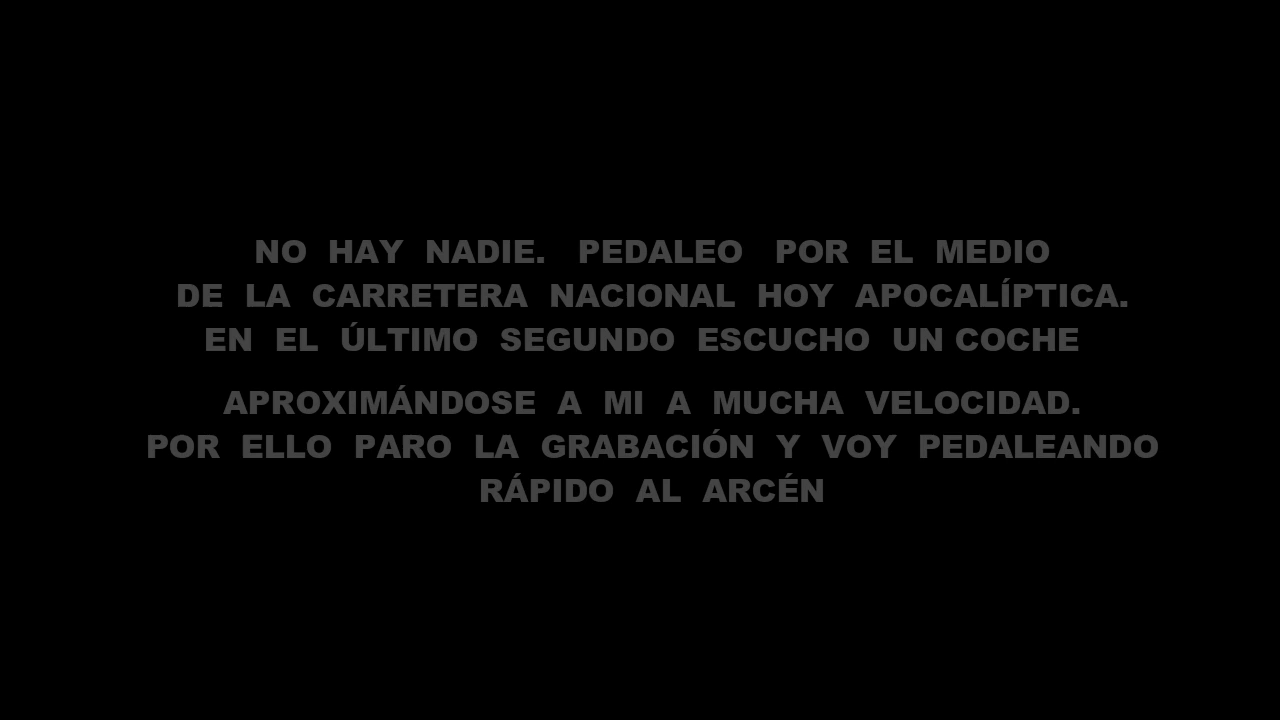 NO HAY NADIE. PEDALEO POR EL MEDIO
DE LA CARRETERA NACIONAL HOY APOCALÍPTICA.
EN EL ÚLTIMO SEGUNDO ESCUCHO UN COCHE
APROXIMÁNDOSE A MI A MUCHA VELOCIDAD.
POR ELLO PARO LA GRABACIÓN Y VOY PEDALEANDO
RÁPIDO AL ARCÉN